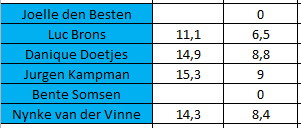 Joelle den Besten 0
Luc Brons 11,1 6,5
Danique Doetjes 14,9 8,8
Jurgen Kampman 15,3 9
Bente Somsen 0
Nynke van der Vinne 14,3 8,4